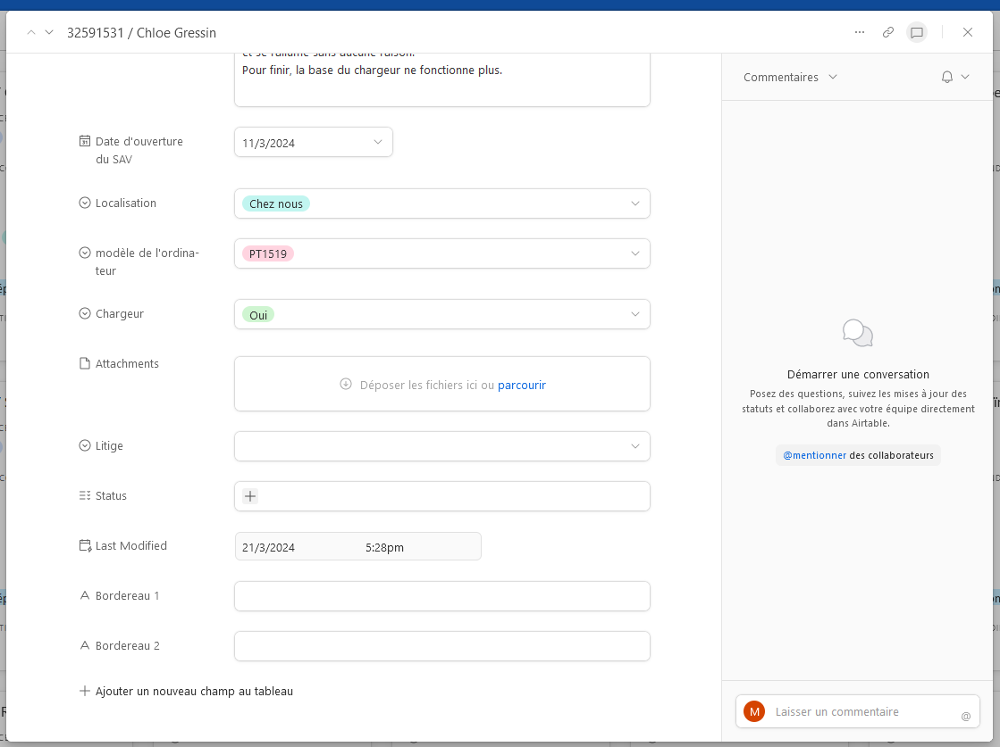 32591531 / Chloe Gressin
et se rallume sans aucune raison.
Pour finir, la base du chargeur ne fonctionne plus.
Date d'ouverture
du SAV
11/3/2024
Localisation
Chez nous
modèle de l'ordina-
teur
PT1519
Chargeur
Oui
Attachments
Déposer les fichiers ici ou parcourir
Litige
Status
Last Modified
21/3/2024 5:28pm
Bordereau 1
Bordereau 2
Ajouter un nouveau champ au tableau
Commentaires
Démarrer une conversation
Posez des questions, suivez les mises à jour des
statuts et collaborez avec votre équipe directement
dans Airtable.
@mentionner des collaborateurs
M
Laisser un commentaire
@